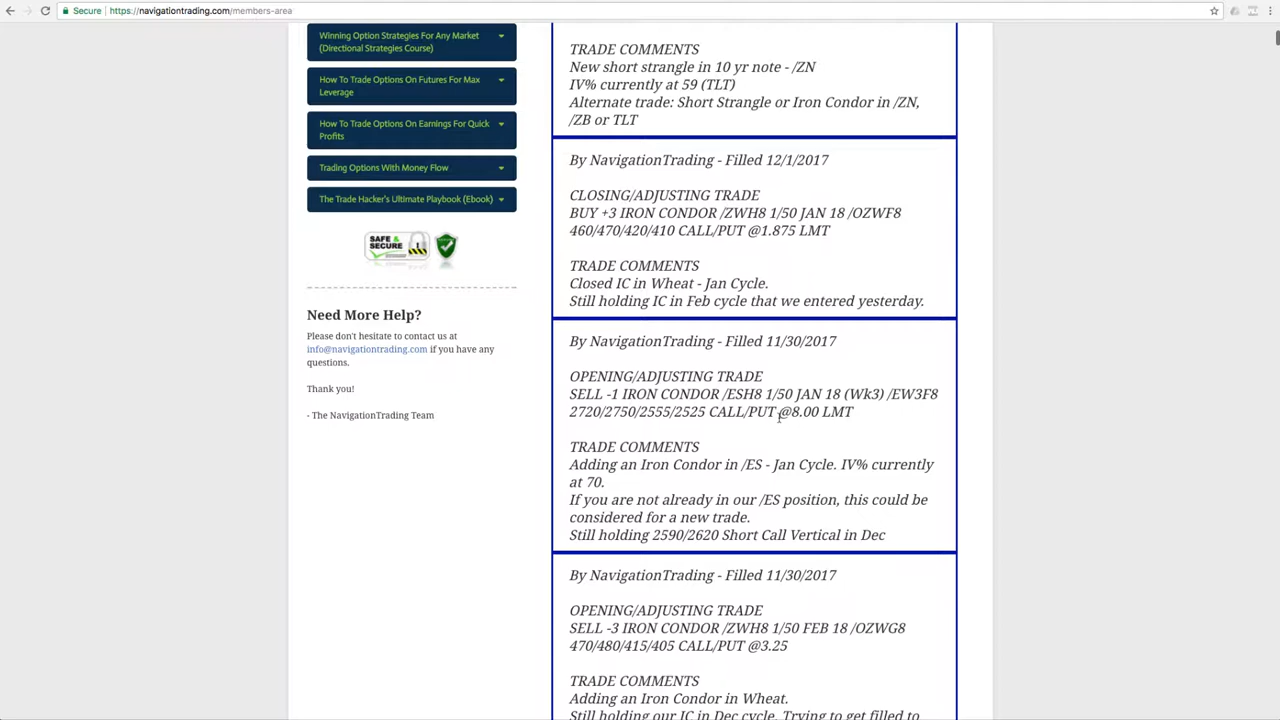 Secure
https://navigationtrading.com/members-area
Winning Option Strategies For Any Market
(Directional Strategies Course)
How To Trade Options On Futures For Max
Leverage
How To Trade Options On Earnings For Quick
Profits
Trading Options With Money Flow
The Trade Hacker's Ultimate Playbook (Ebook)
SAFE &
SECURE
Need More Help?
Please don't hesitate to contact us at
info@navigationtrading.com if you have any
questions.
Thank you!
- The NavigationTrading Team
TRADE COMMENTS
New short strangle in 10 yr note - /ZN
IV% currently at 59 (TLT)
Alternate trade: Short Strangle or Iron Condor in /ZN,
/ZB or TLT
By NavigationTrading - Filled 12/1/2017
CLOSING/ADJUSTING TRADE
BUY +3 IRON CONDOR /ZWH8 1/50 JAN 18 /OZWF8
460/470/420/410 CALL/PUT @1.875 LMT
TRADE COMMENTS
Closed IC in Wheat - Jan Cycle.
Still holding IC in Feb cycle that we entered yesterday.
By NavigationTrading - Filled 11/30/2017
OPENING/ADJUSTING TRADE
SELL -1 IRON CONDOR /ESH8 1/50 JAN 18 (Wk3) /EW3F8
2720/2750/2555/2525 CALL/PUT @8.00 LMT
TRADE COMMENTS
Adding an Iron Condor in /ES - Jan Cycle. IV% currently
at 70.
If you are not already in our /ES position, this could be
considered for a new trade.
Still holding 2590/2620 Short Call Vertical in Dec
By NavigationTrading - Filled 11/30/2017
OPENING/ADJUSTING TRADE
SELL -3 IRON CONDOR /ZWH8 1/50 FEB 18 /OZWG8
470/480/415/405 CALL/PUT @3.25
TRADE COMMENTS
Adding an Iron Condor in Wheat.
Still holding our IC in Dec cycle. Trying to get filled to